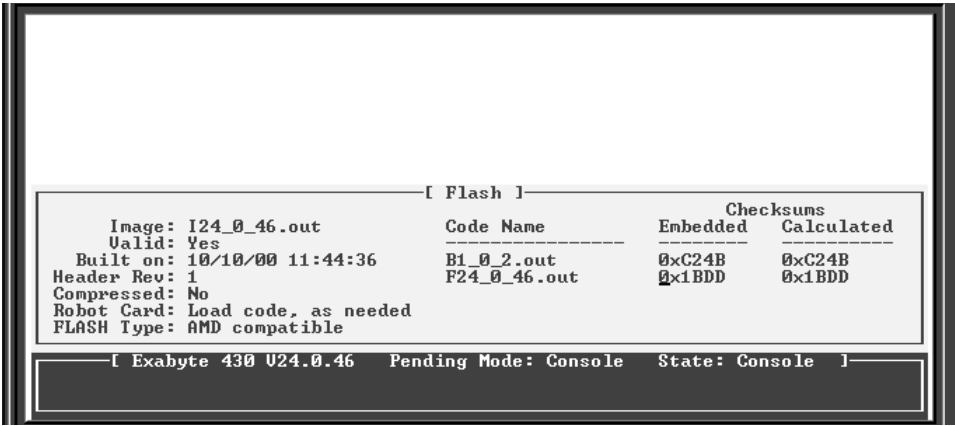 [ Flash ]
Checksums
Image: I24_0_46.out Code Name Embedded Calculated
Valid: Yes ---------------- -------- ----------
Built on: 10/10/00 11:44:36 B1_0_2.out 0xC24B 0xC24B
Header Rev: 1 F24_0_46.out 0x1BDD 0x1BDD
Compressed: No
Robot Card: Load code, as needed
FLASH Type: AMD compatible
[ Exabyte 430 V24.0.46 Pending Mode: Console State: Console ]